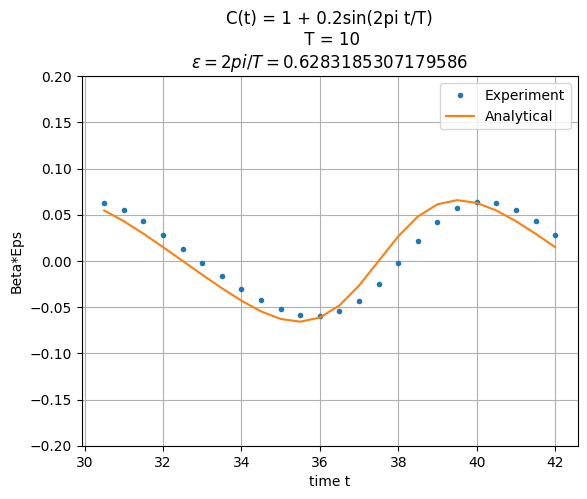 C(t) = 1 + 0.2sin(2pi t/T)
T = 10
ε = 2pi/T = 0.6283185307179586
0.20
0.15
0.10
0.05
0.00
−0.05
−0.10
−0.15
−0.20
Beta*Eps
Experiment
Analytical
30
32
34
36
38
40
42
time t